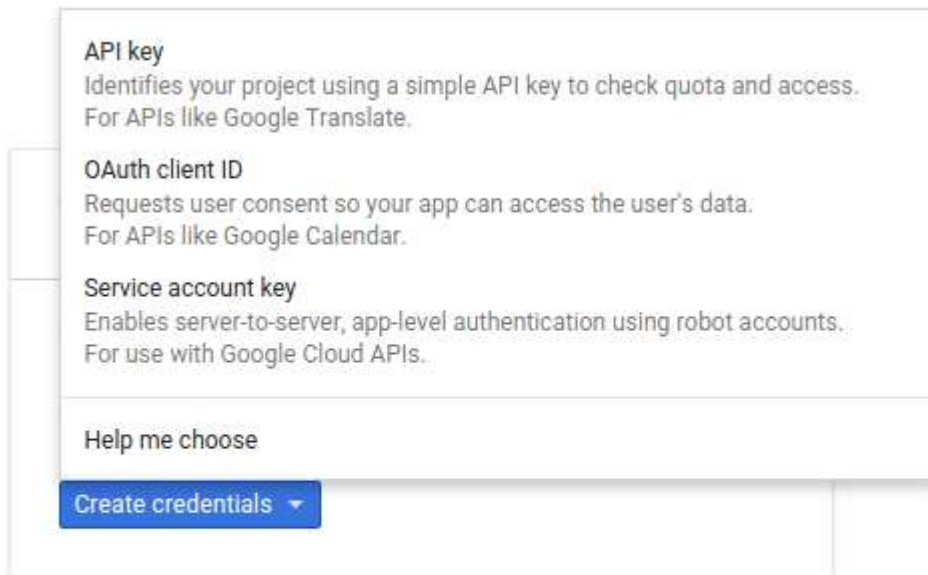 API key
Identifies your project using a simple API key to check quota and access.
For APIs like Google Translate.
OAuth client ID
Requests user consent so your app can access the user's data.
For APIs like Google Calendar.
Service account key
Enables server-to-server, app-level authentication using robot accounts.
For use with Google Cloud APIs.
Help me choose
Create credentials